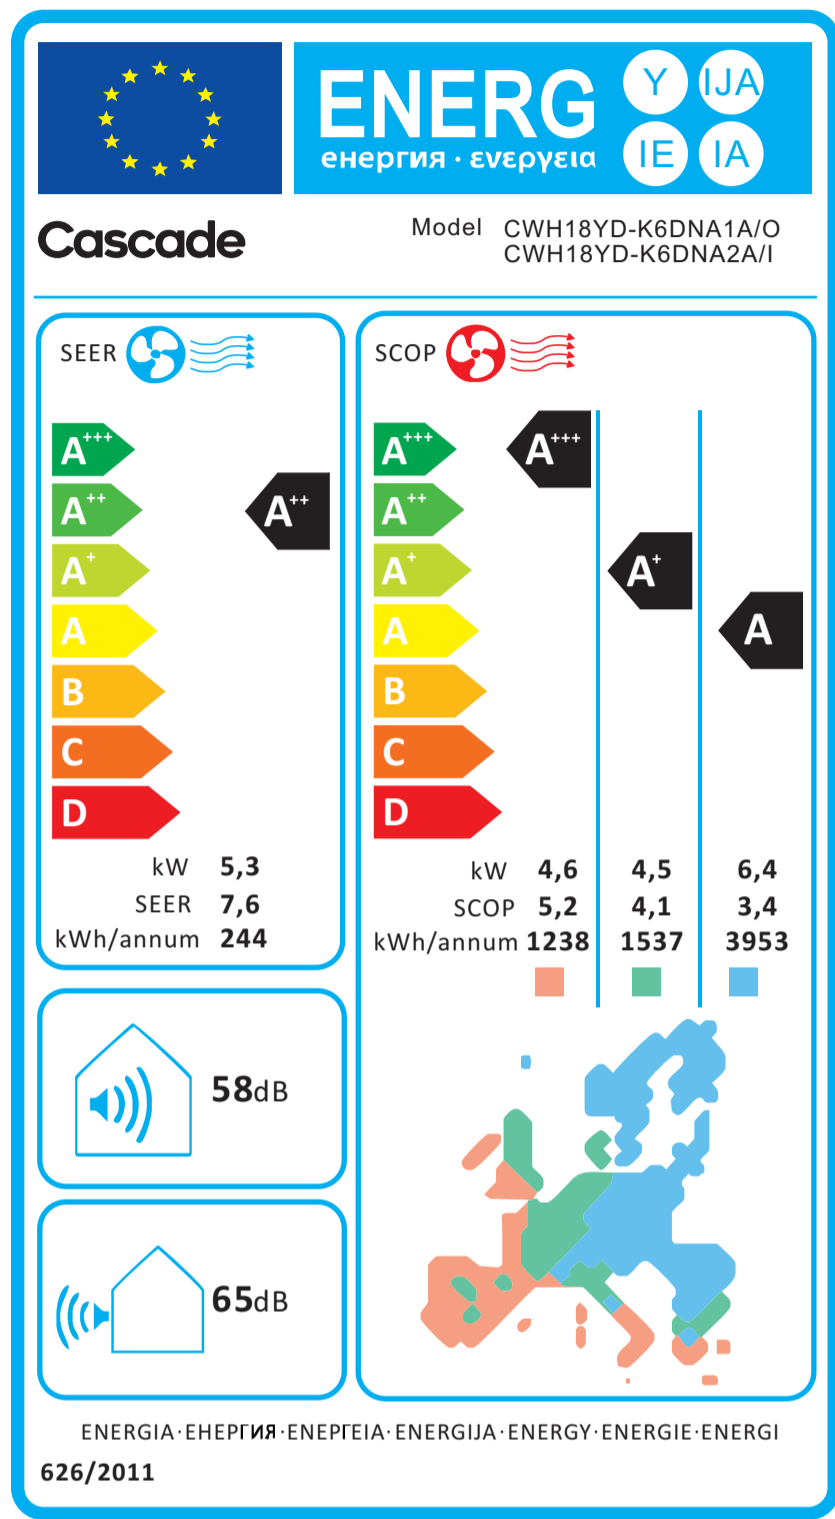 ENERG
енергия · ενεργεια
Y
IJA
IE
IA
Cascade
Model CWH18YD-K6DNA1A/O
CWH18YD-K6DNA2A/I
SEER
A+++
A++
A+
A
B
C
D
A++
kW 5,3
SEER 7,6
kWh/annum 244
SCOP
A+++
A++
A+
A
B
C
D
A+++
A+
A
kW 4,6 4,5 6,4
SCOP 5,2 4,1 3,4
kWh/annum 1238 1537 3953
58dB
65dB
ENERGIA·ЕНЕРГИЯ·ΕΝΕΡΓΕΙΑ·ENERGIJA·ENERGY·ENERGIE·ENERGI
626/2011